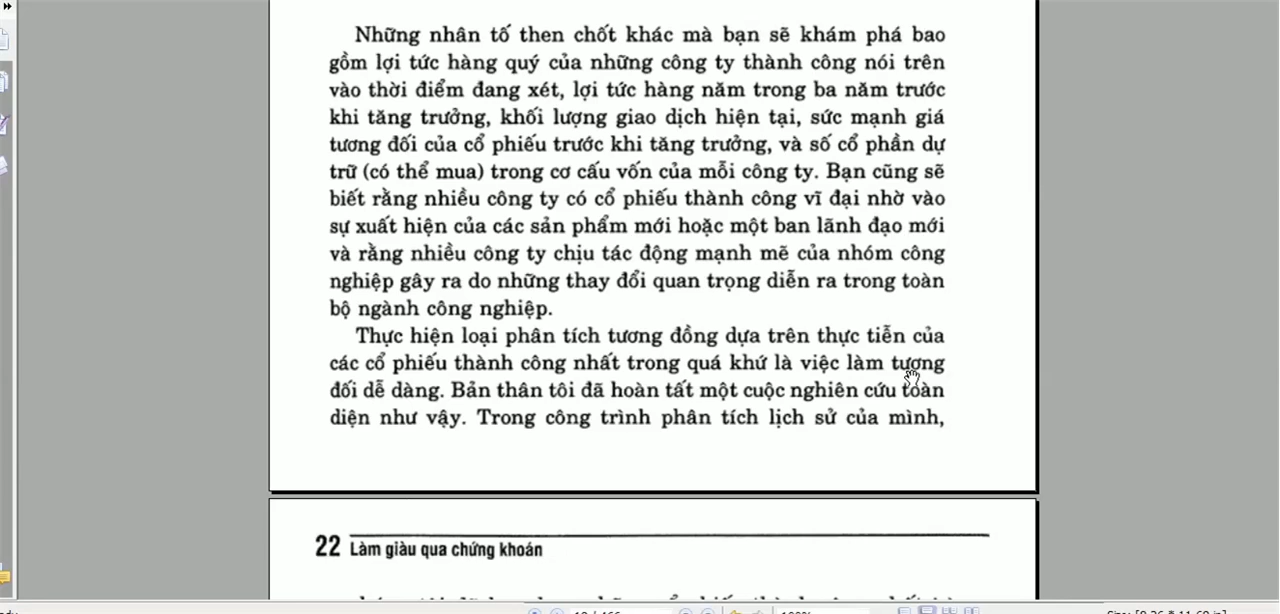 Những nhân tố then chốt khác mà bạn sẽ khám phá bao
gồm lợi tức hàng quý của những công ty thành công nói trên
vào thời điểm đang xét, lợi tức hàng năm trong ba năm trước
khi tăng trưởng, khối lượng giao dịch hiện tại, sức mạnh giá
tương đối của cổ phiếu trước khi tăng trưởng, và số cổ phần dự
trữ (có thể mua) trong cơ cấu vốn của mỗi công ty. Bạn cũng sẽ
biết rằng nhiều công ty có cổ phiếu thành công vĩ đại nhờ vào
sự xuất hiện của các sản phẩm mới hoặc một ban lãnh đạo mới
và rằng nhiều công ty chịu tác động mạnh mẽ của nhóm công
nghiệp gây ra do những thay đổi quan trọng diễn ra trong toàn
bộ ngành công nghiệp.
Thực hiện loại phân tích tương đồng dựa trên thực tiễn của
các cổ phiếu thành công nhất trong quá khứ là việc làm tương
đối dễ dàng. Bản thân tôi đã hoàn tất một cuộc nghiên cứu toàn
diện như vậy. Trong công trình phân tích lịch sử của mình,
22 Làm giàu qua chứng khoán